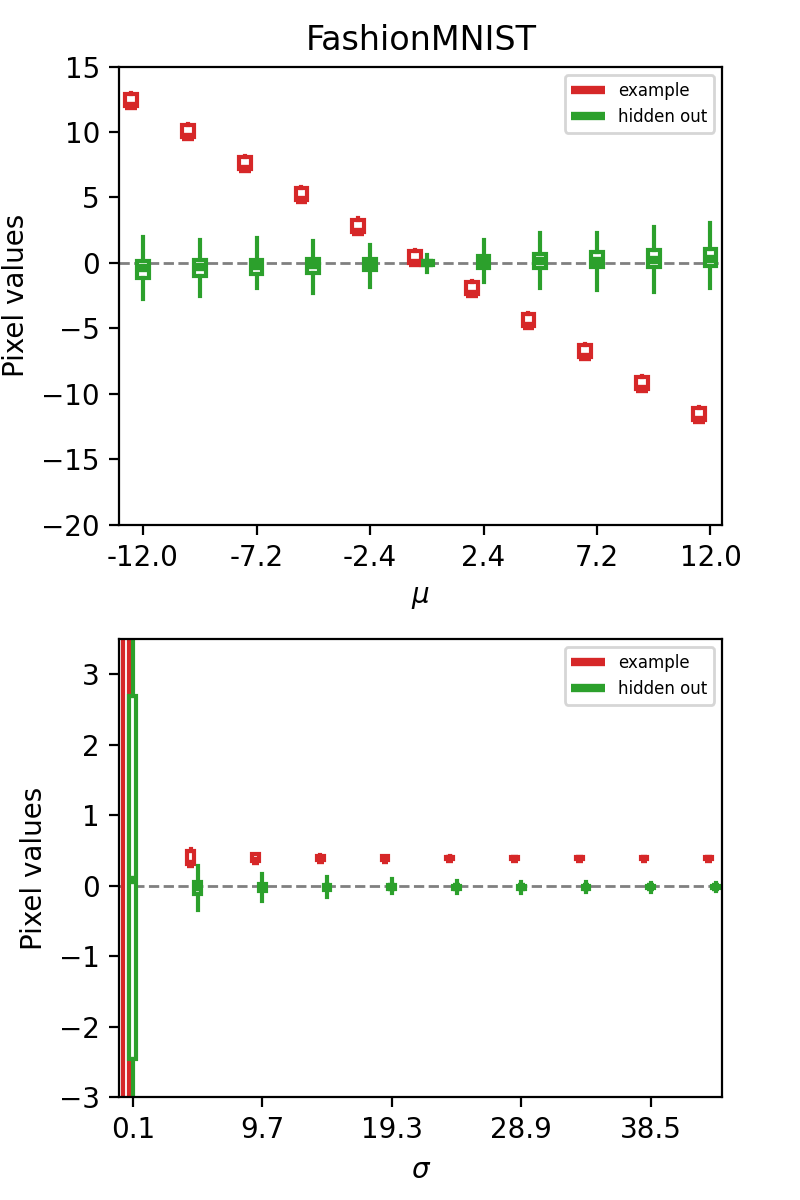 FashionMNIST
15
10
5
0
−5
−10
−15
−20
Pixel values
example
hidden out
-12.0 -7.2 -2.4 2.4 7.2 12.0
μ
3
2
1
0
−1
−2
−3
Pixel values
example
hidden out
0.1 9.7 19.3 28.9 38.5
σ